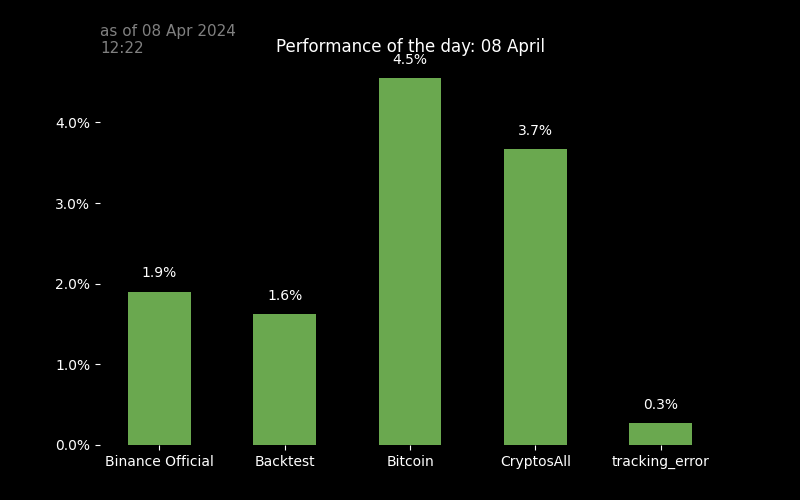 as of 08 Apr 2024
12:22
Performance of the day: 08 April
4.5%
4.0%
3.7%
3.0%
2.0%
1.9%
1.6%
1.0%
0.3%
0.0%
Binance Official
Backtest
Bitcoin
CryptosAll
tracking_error